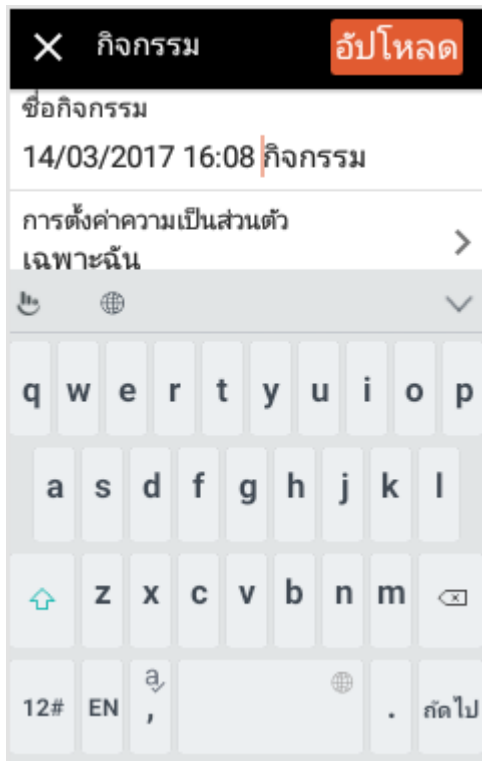 กิจกรรม
อัปโหลด
ชื่อกิจกรรม
14/03/2017 16:08 กิจกรรม
การตั้งค่าความเป็นส่วนตัว
เฉพาะฉัน
q w e r t y u i o p
a s d f g h j k l
z x c v b n m
12# EN , . ถัดไป